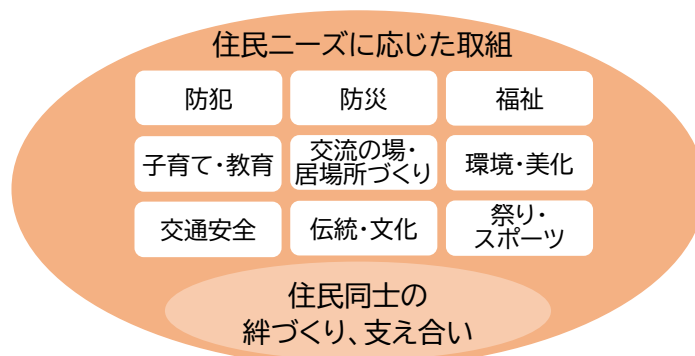 住民ニーズに応じた取組
防犯
防災
福祉
子育て・教育
交流の場・
居場所づくり
環境・美化
交通安全
伝統・文化
祭り・
スポーツ
住民同士の
絆づくり、支え合い